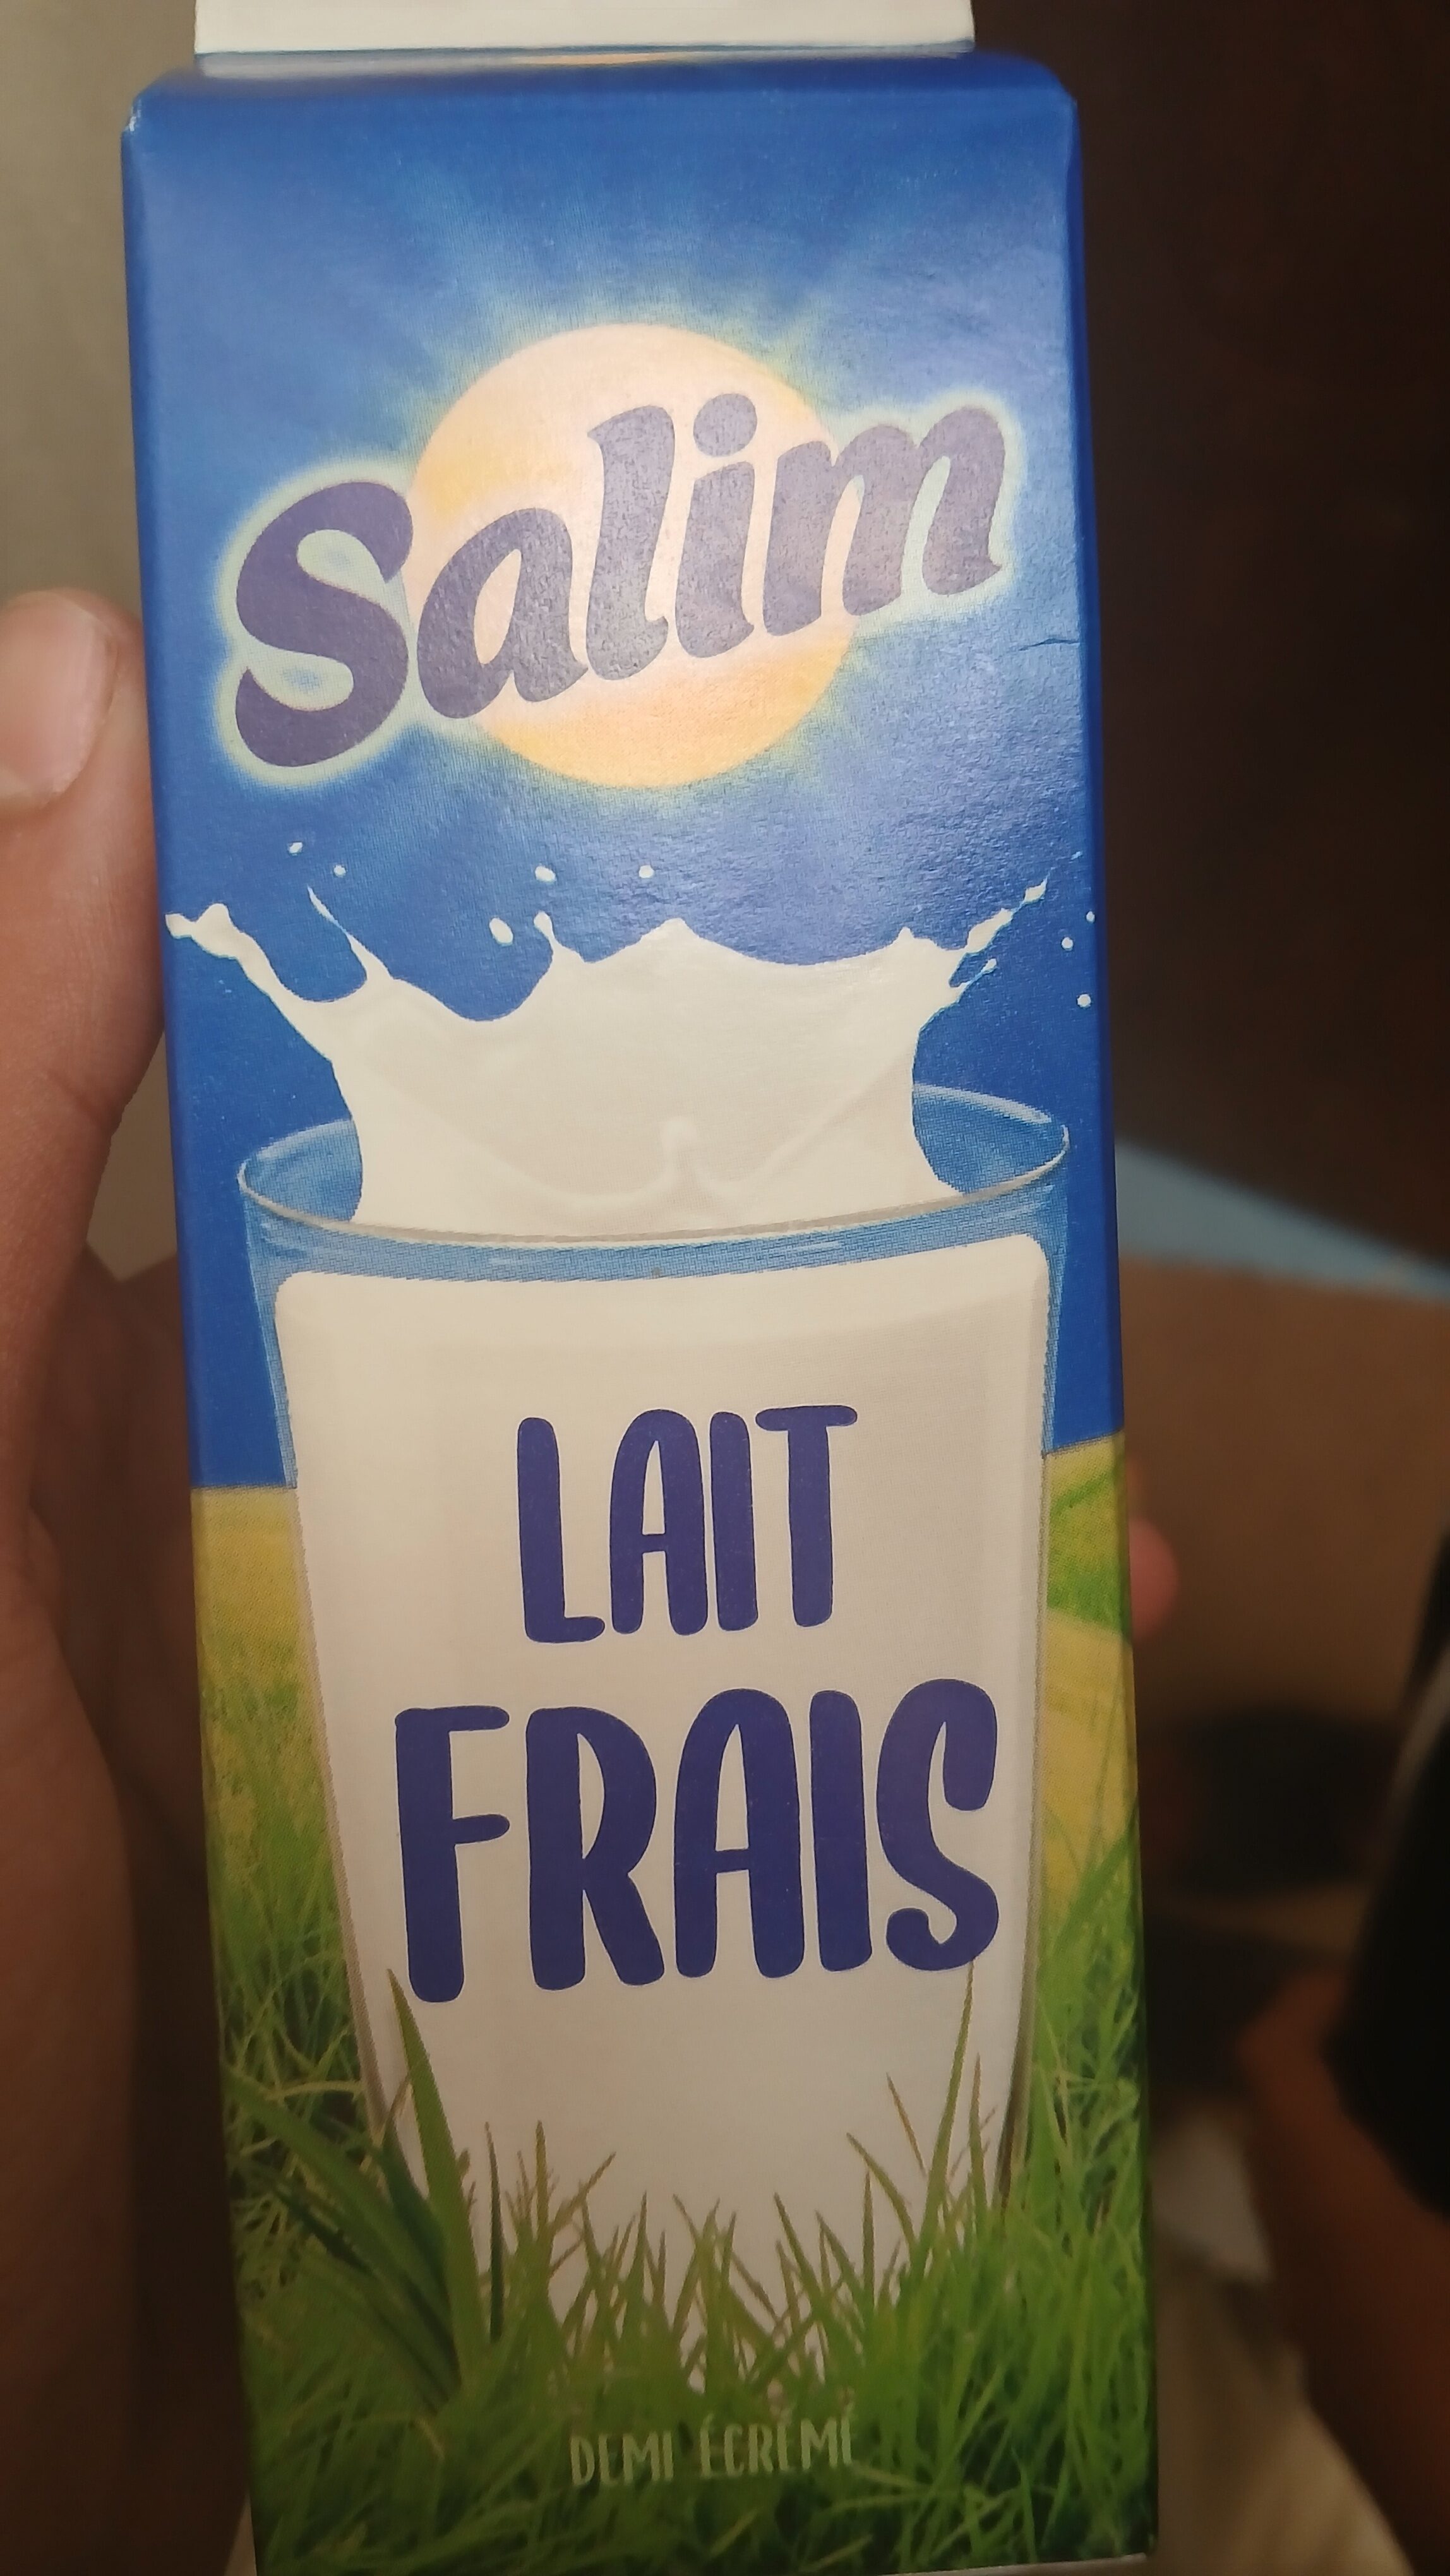 Salim
LAIT
FRAIS
DEMI ÉCRÉMÉ